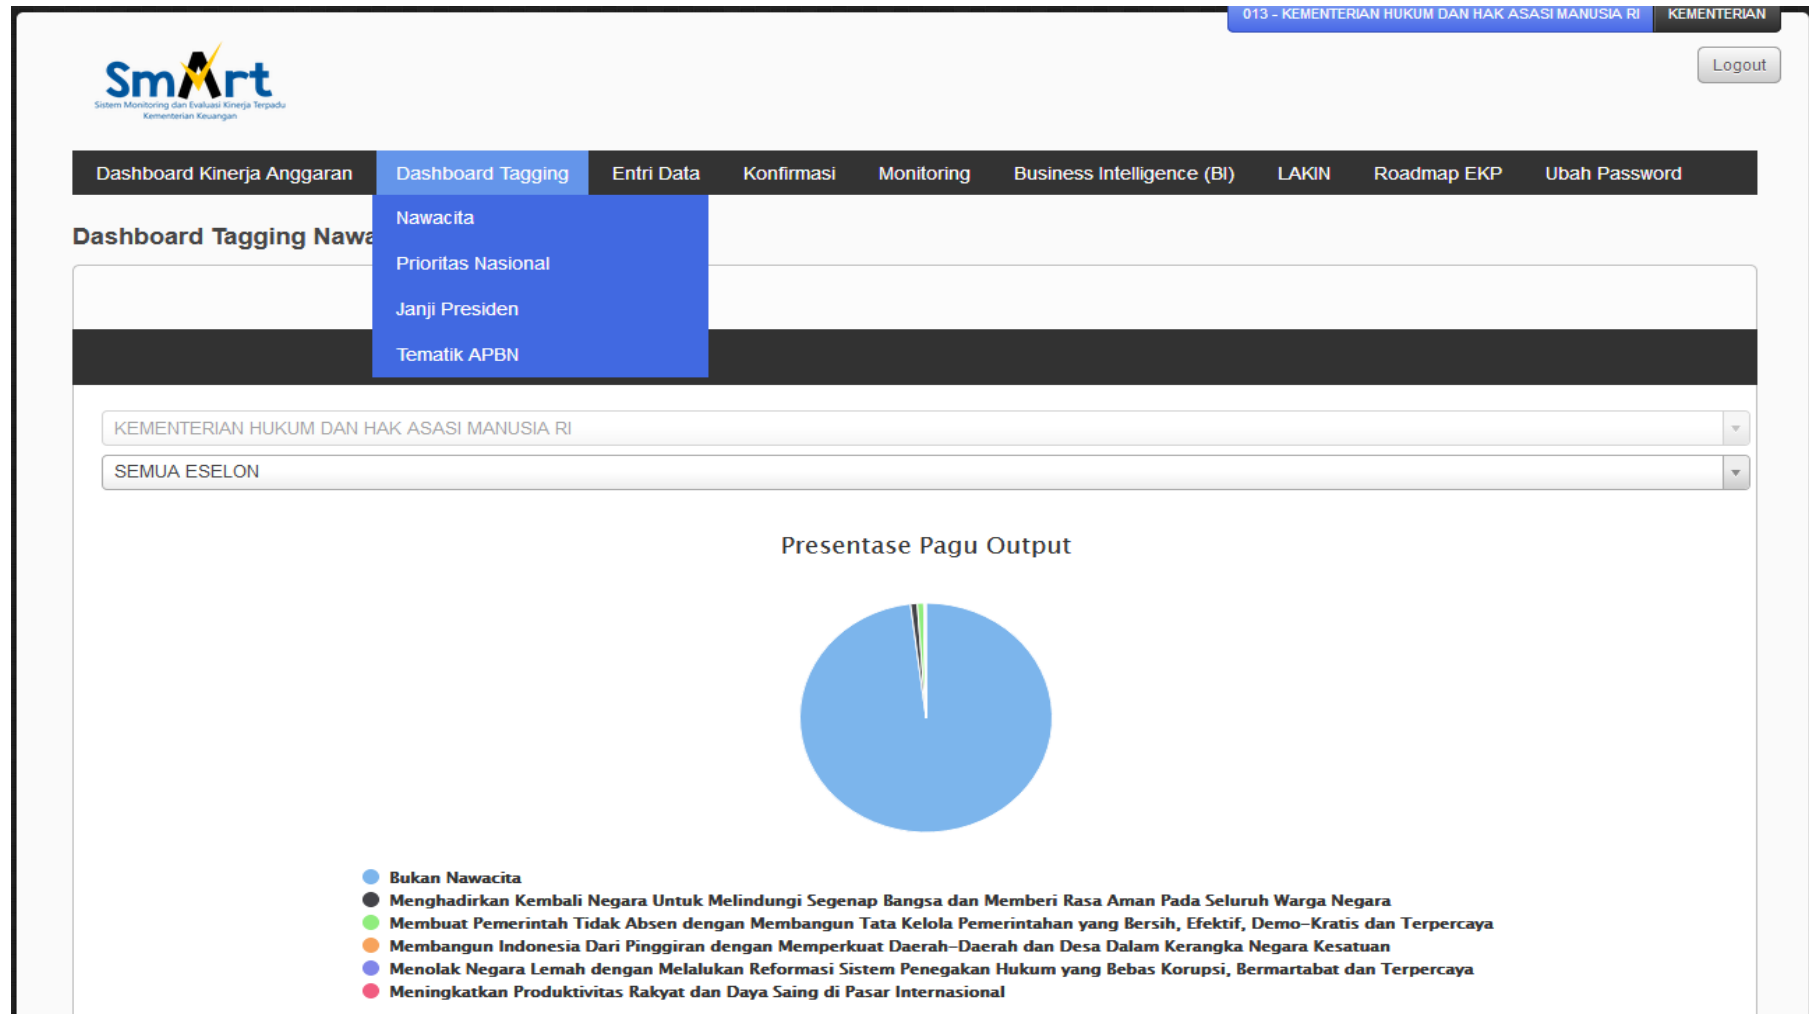 013 - KEMENTERIAN HUKUM DAN HAK ASASI MANUSIA RI KEMENTERIAN
Logout
SmArt
Sistem Monitoring dan Evaluasi Kinerja Terpadu
Kementerian Keuangan
Dashboard Kinerja Anggaran Dashboard Tagging Entri Data Konfirmasi Monitoring Business Intelligence (BI) LAKIN Roadmap EKP Ubah Password
Nawacita
Dashboard Tagging Nawa
Prioritas Nasional
Janji Presiden
Tematik APBN
KEMENTERIAN HUKUM DAN HAK ASASI MANUSIA RI
SEMUA ESELON
Presentase Pagu Output
Bukan Nawacita
Menghadirkan Kembali Negara Untuk Melindungi Segenap Bangsa dan Memberi Rasa Aman Pada Seluruh Warga Negara
Membuat Pemerintah Tidak Absen dengan Membangun Tata Kelola Pemerintahan yang Bersih, Efektif, Demo-Kratis dan Terpercaya
Membangun Indonesia Dari Pinggiran dengan Memperkuat Daerah-Daerah dan Desa Dalam Kerangka Negara Kesatuan
Menolak Negara Lemah dengan Melalukan Reformasi Sistem Penegakan Hukum yang Bebas Korupsi, Bermartabat dan Terpercaya
Meningkatkan Produktivitas Rakyat dan Daya Saing di Pasar Internasional